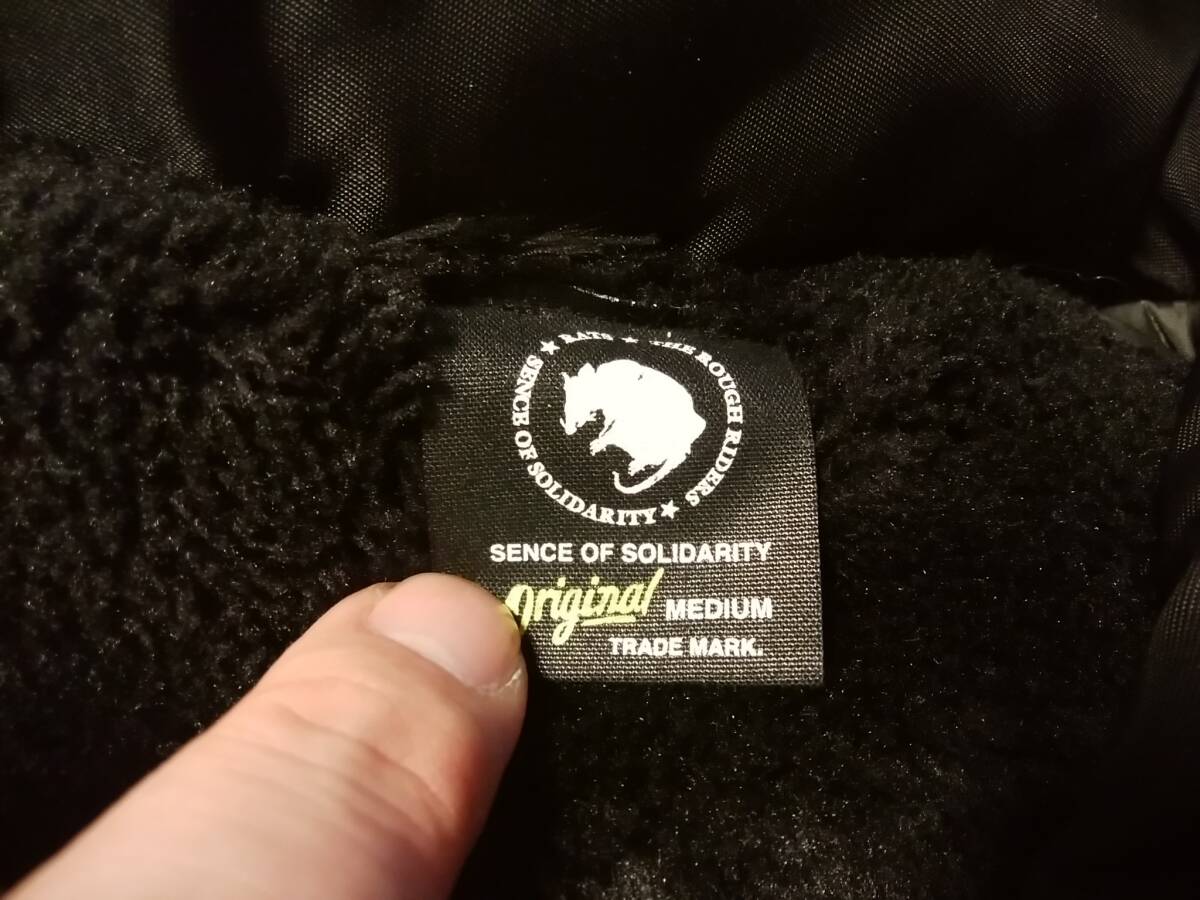 ★ RATS ★ THE ROUGH RIDERS ★ SENCE OF SOLIDARITY
SENCE OF SOLIDARITY
Original MEDIUM
TRADE MARK.